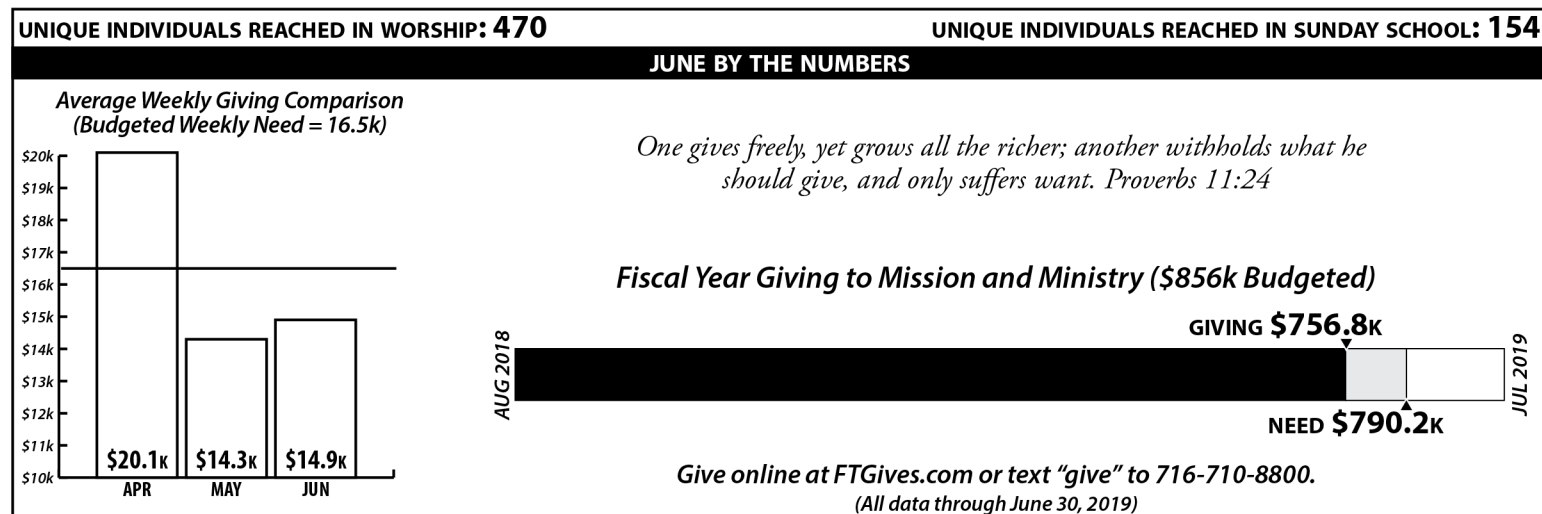 UNIQUE INDIVIDUALS REACHED IN WORSHIP: 470
UNIQUE INDIVIDUALS REACHED IN SUNDAY SCHOOL: 154
JUNE BY THE NUMBERS
Average Weekly Giving Comparison
(Budgeted Weekly Need = 16.5k)
$20k
$19k
$18k
$17k
$16k
$15k
$14k
$13k
$12k
$11k
$10k
$20.1K
$14.3K
$14.9K
APR
MAY
JUN
One gives freely, yet grows all the richer; another withholds what he
should give, and only suffers want. Proverbs 11:24
Fiscal Year Giving to Mission and Ministry ($856k Budgeted)
GIVING $756.8K
AUG 2018
JUL 2019
NEED $790.2K
Give online at FTGives.com or text “give” to 716-710-8800.
(All data through June 30, 2019)